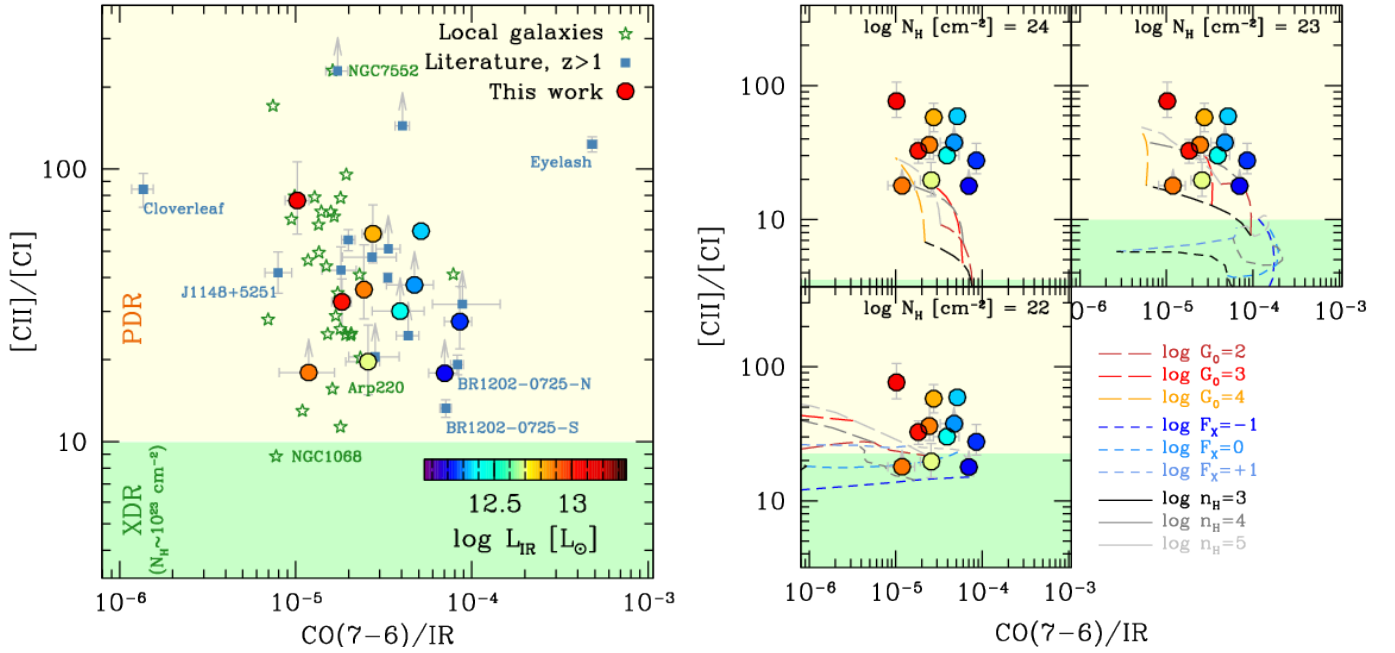 Local galaxies
Literature, z>1
This work
NGC7552
Eyelash
Cloverleaf
J1148+5251
Arp220
BR1202-0725-N
BR1202-0725-S
NGC1068
PDR
XDR
(N_H~10^23 cm^-2)
12.5 13
log L_IR [L_⊙]
100
10
[CII]/[CI]
10^-6 10^-5 10^-4 10^-3
CO(7-6)/IR
log N_H [cm^-2] = 24
log N_H [cm^-2] = 23
100
10
10^-6 10^-5 10^-4 10^-3
[CII]/[CI]
log N_H [cm^-2] = 22
100
10
10^-6 10^-5 10^-4 10^-3
CO(7-6)/IR
log G_0=2
log G_0=3
log G_0=4
log F_X=-1
log F_X=0
log F_X=+1
log n_H=3
log n_H=4
log n_H=5